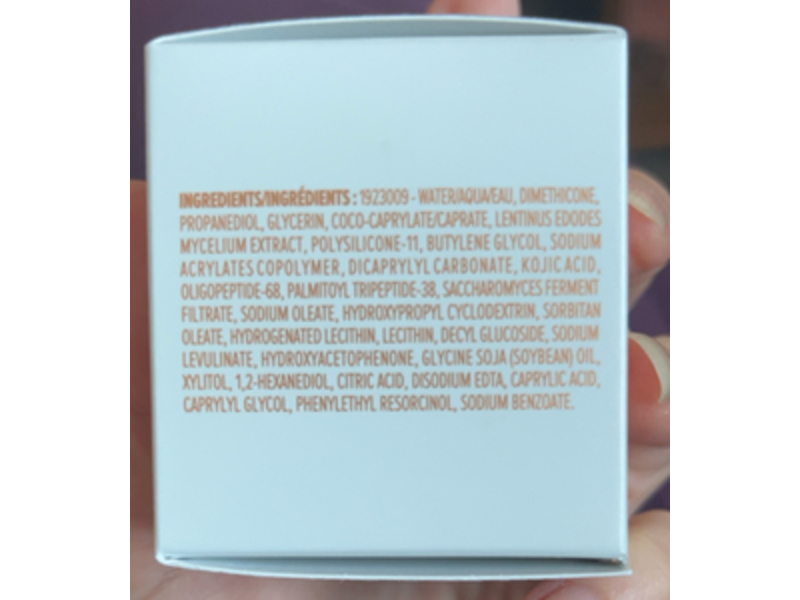 INGREDIENTS/INGRÉDIENTS : 1923009 - WATER/AQUA/EAU, DIMETHICONE,
PROPANEDIOL, GLYCERIN, COCO-CAPRYLATE/CAPRATE, LENTINUS EDODES
MYCELIUM EXTRACT, POLYSILICONE-11, BUTYLENE GLYCOL, SODIUM
ACRYLATES COPOLYMER, DICAPRYLYL CARBONATE, KOJIC ACID,
OLIGOPEPTIDE-68, PALMITOYL TRIPEPTIDE-38, SACCHAROMYCES FERMENT
FILTRATE, SODIUM OLEATE, HYDROXYPROPYL CYCLODEXTRIN, SORBITAN
OLEATE, HYDROGENATED LECITHIN, LECITHIN, DECYL GLUCOSIDE, SODIUM
LEVULINATE, HYDROXYACETOPHENONE, GLYCINE SOJA (SOYBEAN) OIL,
XYLITOL, 1,2-HEXANEDIOL, CITRIC ACID, DISODIUM EDTA, CAPRYLIC ACID,
CAPRYLYL GLYCOL, PHENYLETHYL RESORCINOL, SODIUM BENZOATE.